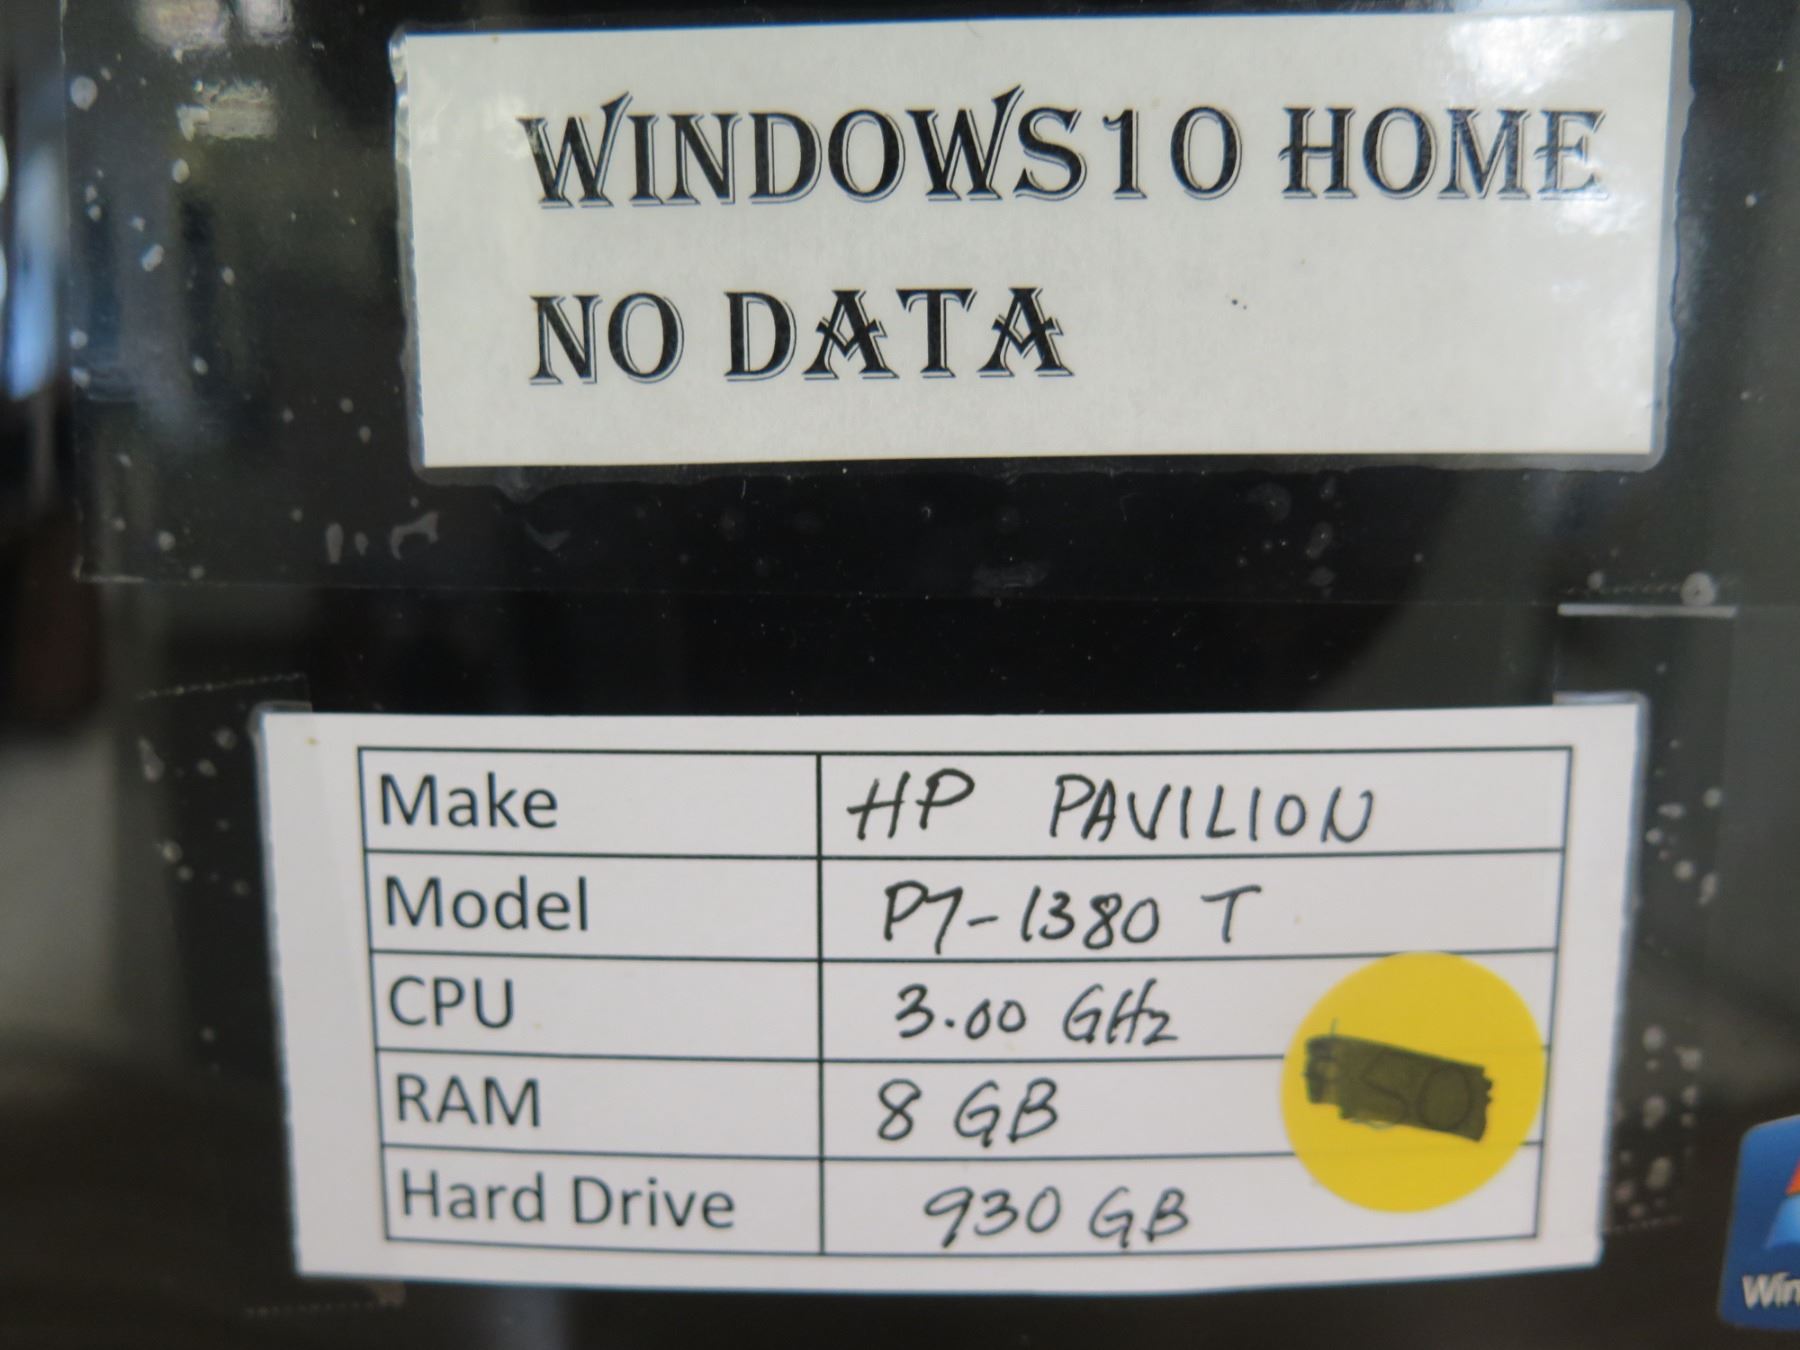 WINDOWS10 HOME
NO DATA
Make HP PAVILION
Model P7-1380 T
CPU 3.00 GHz
RAM 8 GB
Hard Drive 930 GB